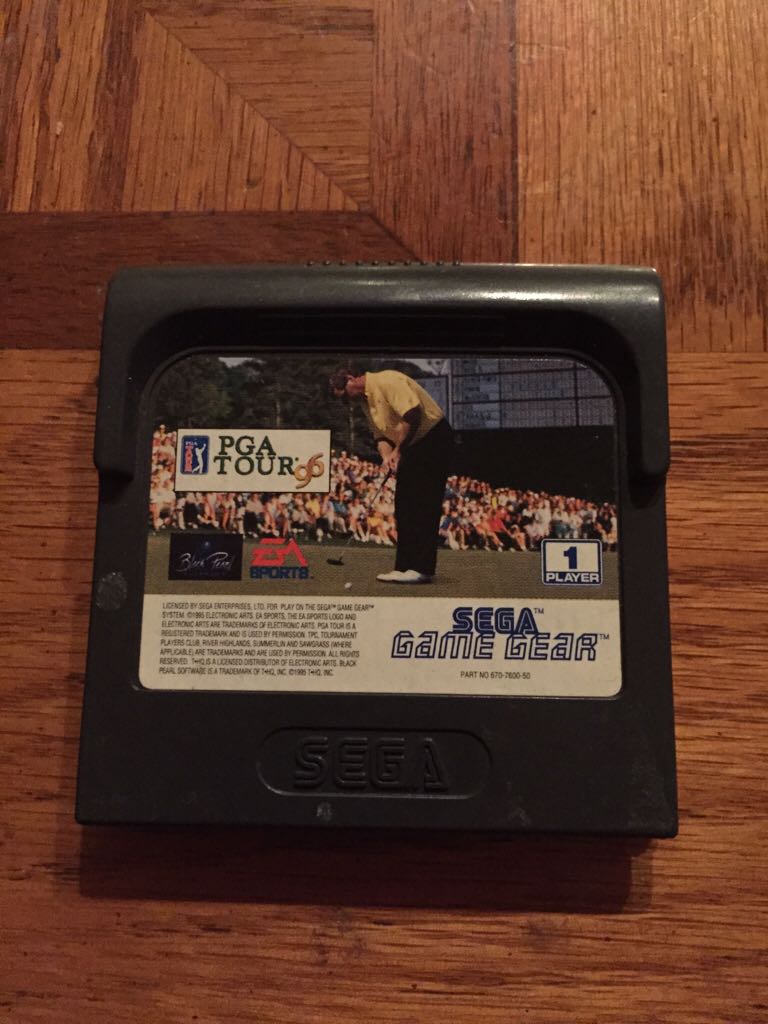 PGA TOUR
PGA
TOUR '96
Black Pearl
EA
SPORTS™
1
PLAYER
LICENSED BY SEGA ENTERPRISES, LTD. FOR PLAY ON THE SEGA™ GAME GEAR™
SYSTEM. ©1995 ELECTRONIC ARTS. EA SPORTS, THE EA SPORTS LOGO AND
ELECTRONIC ARTS ARE TRADEMARKS OF ELECTRONIC ARTS. PGA TOUR IS A
REGISTERED TRADEMARK AND IS USED BY PERMISSION. TPC, TOURNAMENT
PLAYERS CLUB, RIVER HIGHLANDS, SUMMERLIN AND SAWGRASS (WHERE
APPLICABLE) ARE TRADEMARKS AND ARE USED BY PERMISSION. ALL RIGHTS
RESERVED. T•HQ IS A LICENSED DISTRIBUTOR OF ELECTRONIC ARTS. BLACK
PEARL SOFTWARE IS A TRADEMARK OF T•HQ, INC. ©1995 T•HQ, INC.
SEGA™
GAME GEAR™
PART NO 670-7600-50
SEGA